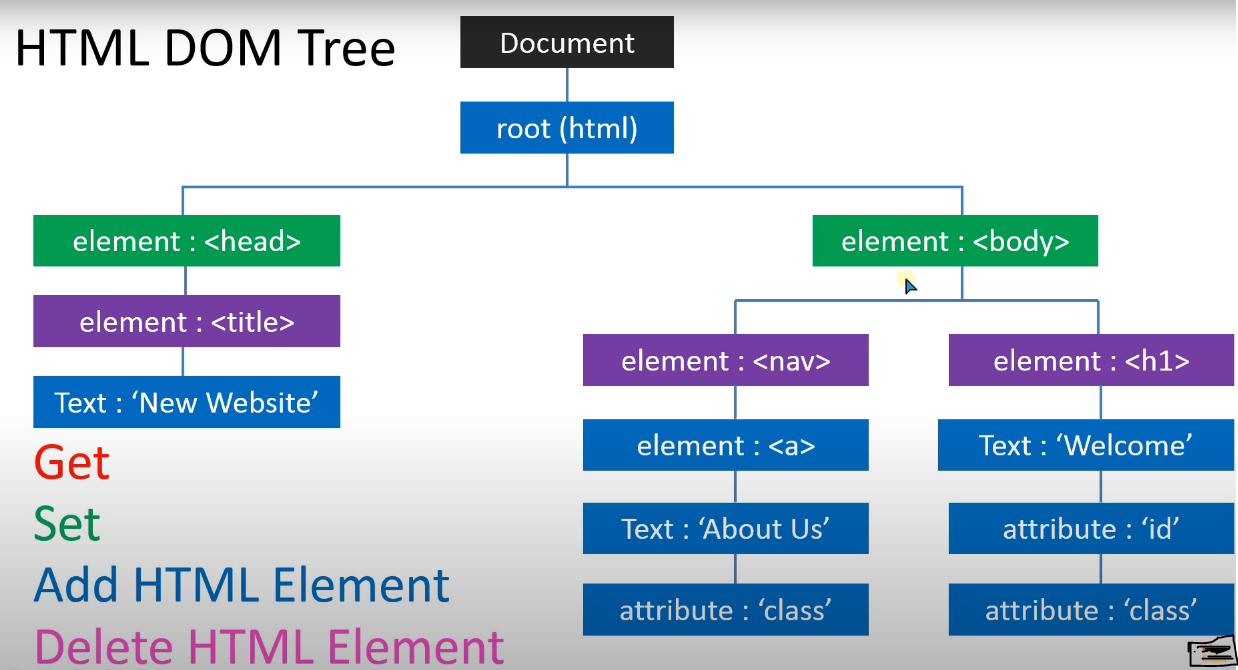 HTML DOM Tree
Document
root (html)
element : <head>
element : <body>
element : <title>
element : <nav>
element : <h1>
Text : ‘New Website’
element : <a>
Text : ‘Welcome’
Get
Set
Text : ‘About Us’
attribute : ‘id’
Add HTML Element
attribute : ‘class’
attribute : ‘class’
Delete HTML Element